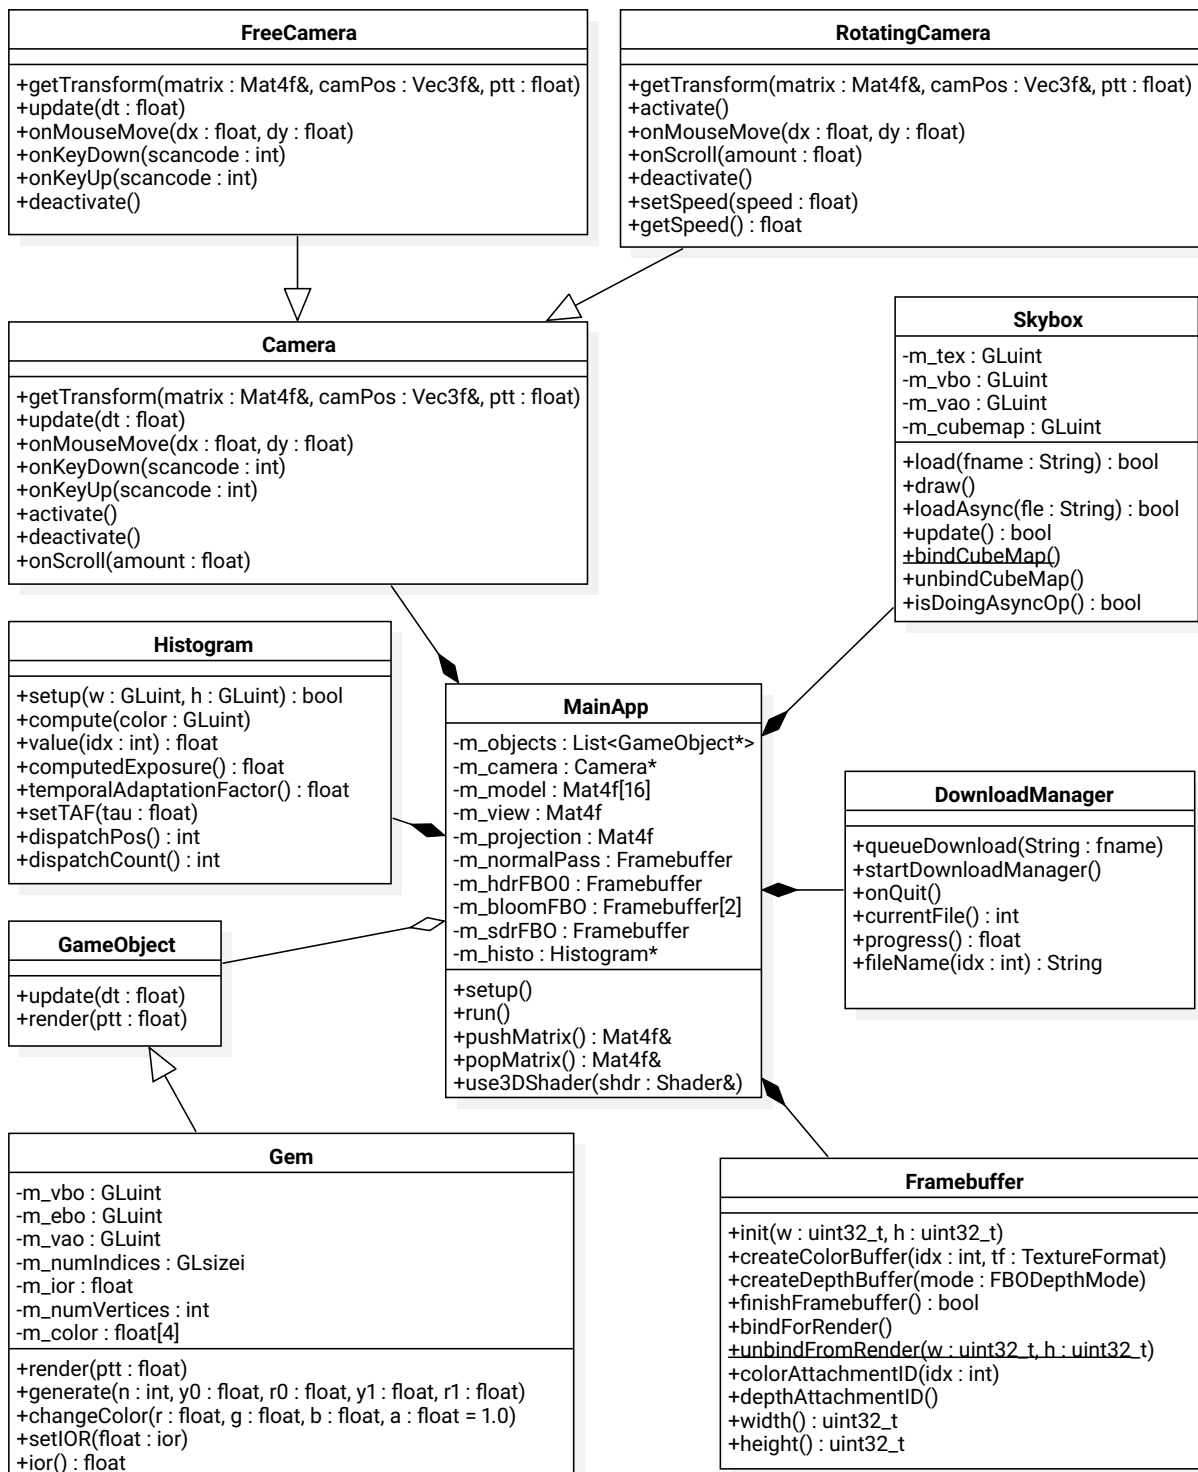 FreeCamera
+getTransform(matrix : Mat4f&, camPos : Vec3f&, ptt : float)
+update(dt : float)
+onMouseMove(dx : float, dy : float)
+onKeyDown(scancode : int)
+onKeyUp(scancode : int)
+deactivate()
RotatingCamera
+getTransform(matrix : Mat4f&, camPos : Vec3f&, ptt : float)
+activate()
+onMouseMove(dx : float, dy : float)
+onScroll(amount : float)
+deactivate()
+setSpeed(speed : float)
+getSpeed() : float
Camera
+getTransform(matrix : Mat4f&, camPos : Vec3f&, ptt : float)
+update(dt : float)
+onMouseMove(dx : float, dy : float)
+onKeyDown(scancode : int)
+onKeyUp(scancode : int)
+activate()
+deactivate()
+onScroll(amount : float)
Skybox
-m_tex : GLuint
-m_vbo : GLuint
-m_vao : GLuint
-m_cubemap : GLuint
+load(fname : String) : bool
+draw()
+loadAsync(fle : String) : bool
+update() : bool
+bindCubeMap()
+unbindCubeMap()
+isDoingAsyncOp() : bool
Histogram
+setup(w : GLuint, h : GLuint) : bool
+compute(color : GLuint)
+value(idx : int) : float
+computedExposure() : float
+temporalAdaptationFactor() : float
+setTAF(tau : float)
+dispatchPos() : int
+dispatchCount() : int
MainApp
-m_objects : List<GameObject*>
-m_camera : Camera*
-m_model : Mat4f[16]
-m_view : Mat4f
-m_projection : Mat4f
-m_normalPass : Framebuffer
-m_hdrFBO0 : Framebuffer
-m_bloomFBO : Framebuffer[2]
-m_sdrFBO : Framebuffer
-m_histo : Histogram*
+setup()
+run()
+pushMatrix() : Mat4f&
+popMatrix() : Mat4f&
+use3DShader(shdr : Shader&)
DownloadManager
+queueDownload(String : fname)
+startDownloadManager()
+onQuit()
+currentFile() : int
+progress() : float
+fileName(idx : int) : String
GameObject
+update(dt : float)
+render(ptt : float)
Gem
-m_vbo : GLuint
-m_ebo : GLuint
-m_vao : GLuint
-m_numIndices : GLsizei
-m_ior : float
-m_numVertices : int
-m_color : float[4]
+render(ptt : float)
+generate(n : int, y0 : float, r0 : float, y1 : float, r1 : float)
+changeColor(r : float, g : float, b : float, a : float = 1.0)
+setIOR(float : ior)
+ior() : float
Framebuffer
+init(w : uint32_t, h : uint32_t)
+createColorBuffer(idx : int, tf : TextureFormat)
+createDepthBuffer(mode : FBODepthMode)
+finishFramebuffer() : bool
+bindForRender()
+unbindFromRender(w : uint32_t, h : uint32_t)
+colorAttachmentID(idx : int)
+depthAttachmentID()
+width() : uint32_t
+height() : uint32_t